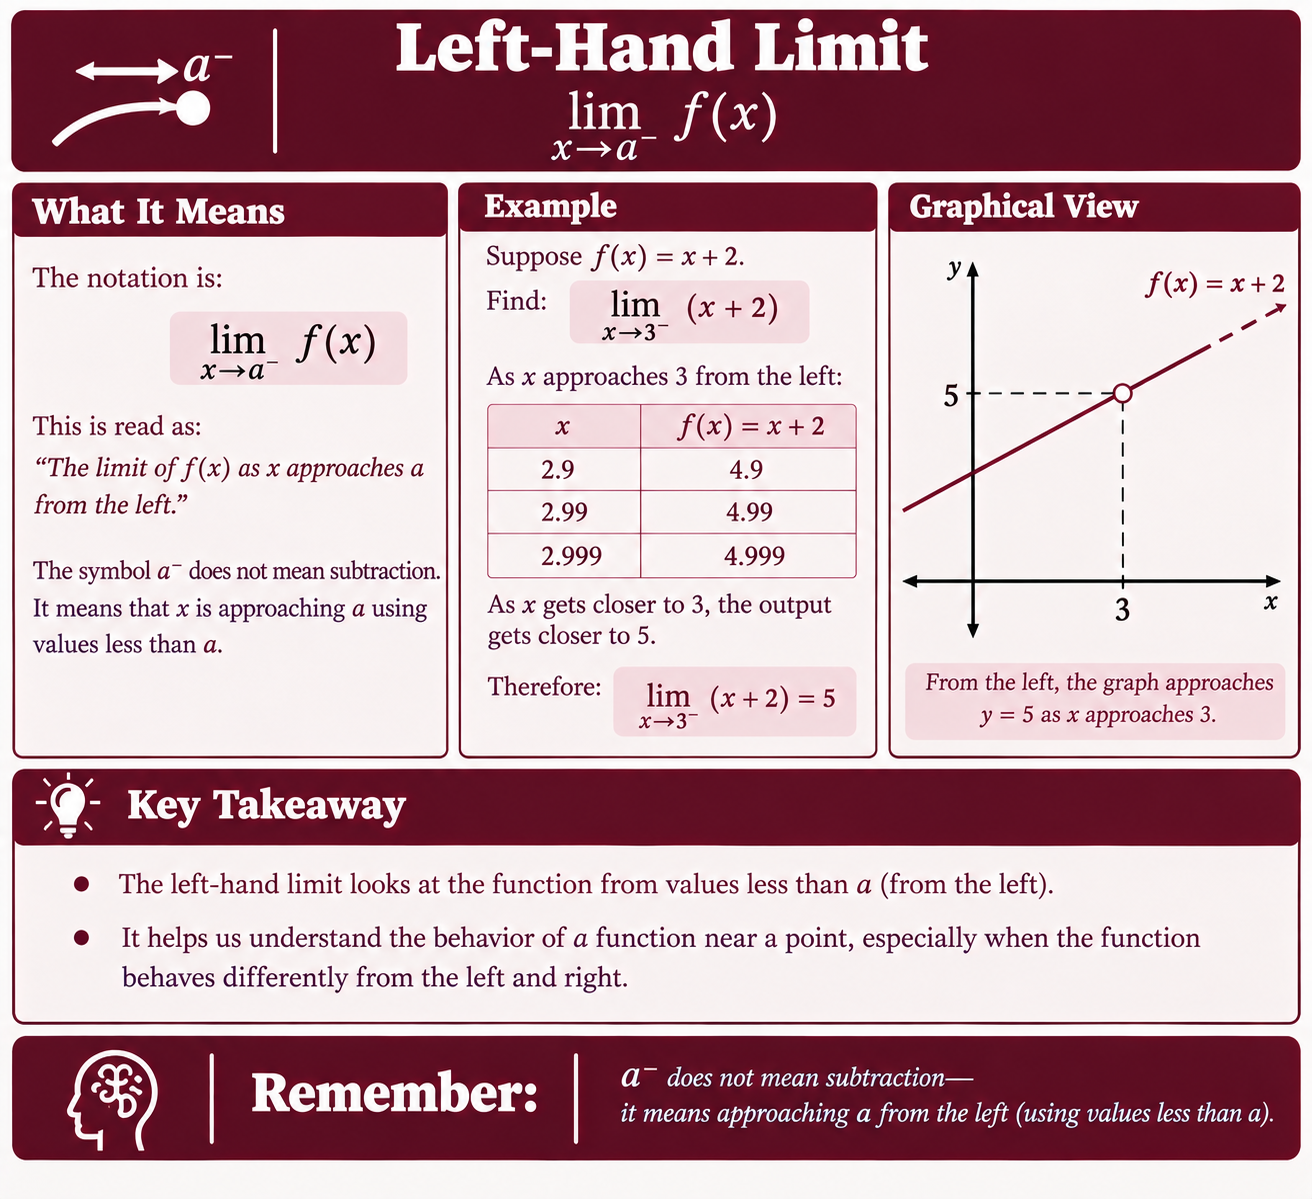 a⁻
Left-Hand Limit
lim f(x)
x→a⁻
What It Means
The notation is:
lim f(x)
x→a⁻
This is read as:
“The limit of f(x) as x approaches a
from the left.”
The symbol a⁻ does not mean subtraction.
It means that x is approaching a using
values less than a.
Example
Suppose f(x) = x + 2.
Find: lim (x + 2)
x→3⁻
As x approaches 3 from the left:
x f(x) = x + 2
2.9 4.9
2.99 4.99
2.999 4.999
As x gets closer to 3, the output
gets closer to 5.
Therefore: lim (x + 2) = 5
x→3⁻
Graphical View
y
f(x) = x + 2
5
3
x
From the left, the graph approaches
y = 5 as x approaches 3.
Key Takeaway
● The left-hand limit looks at the function from values less than a (from the left).
● It helps us understand the behavior of a function near a point, especially when the function
behaves differently from the left and right.
Remember:
a⁻ does not mean subtraction—
it means approaching a from the left (using values less than a).